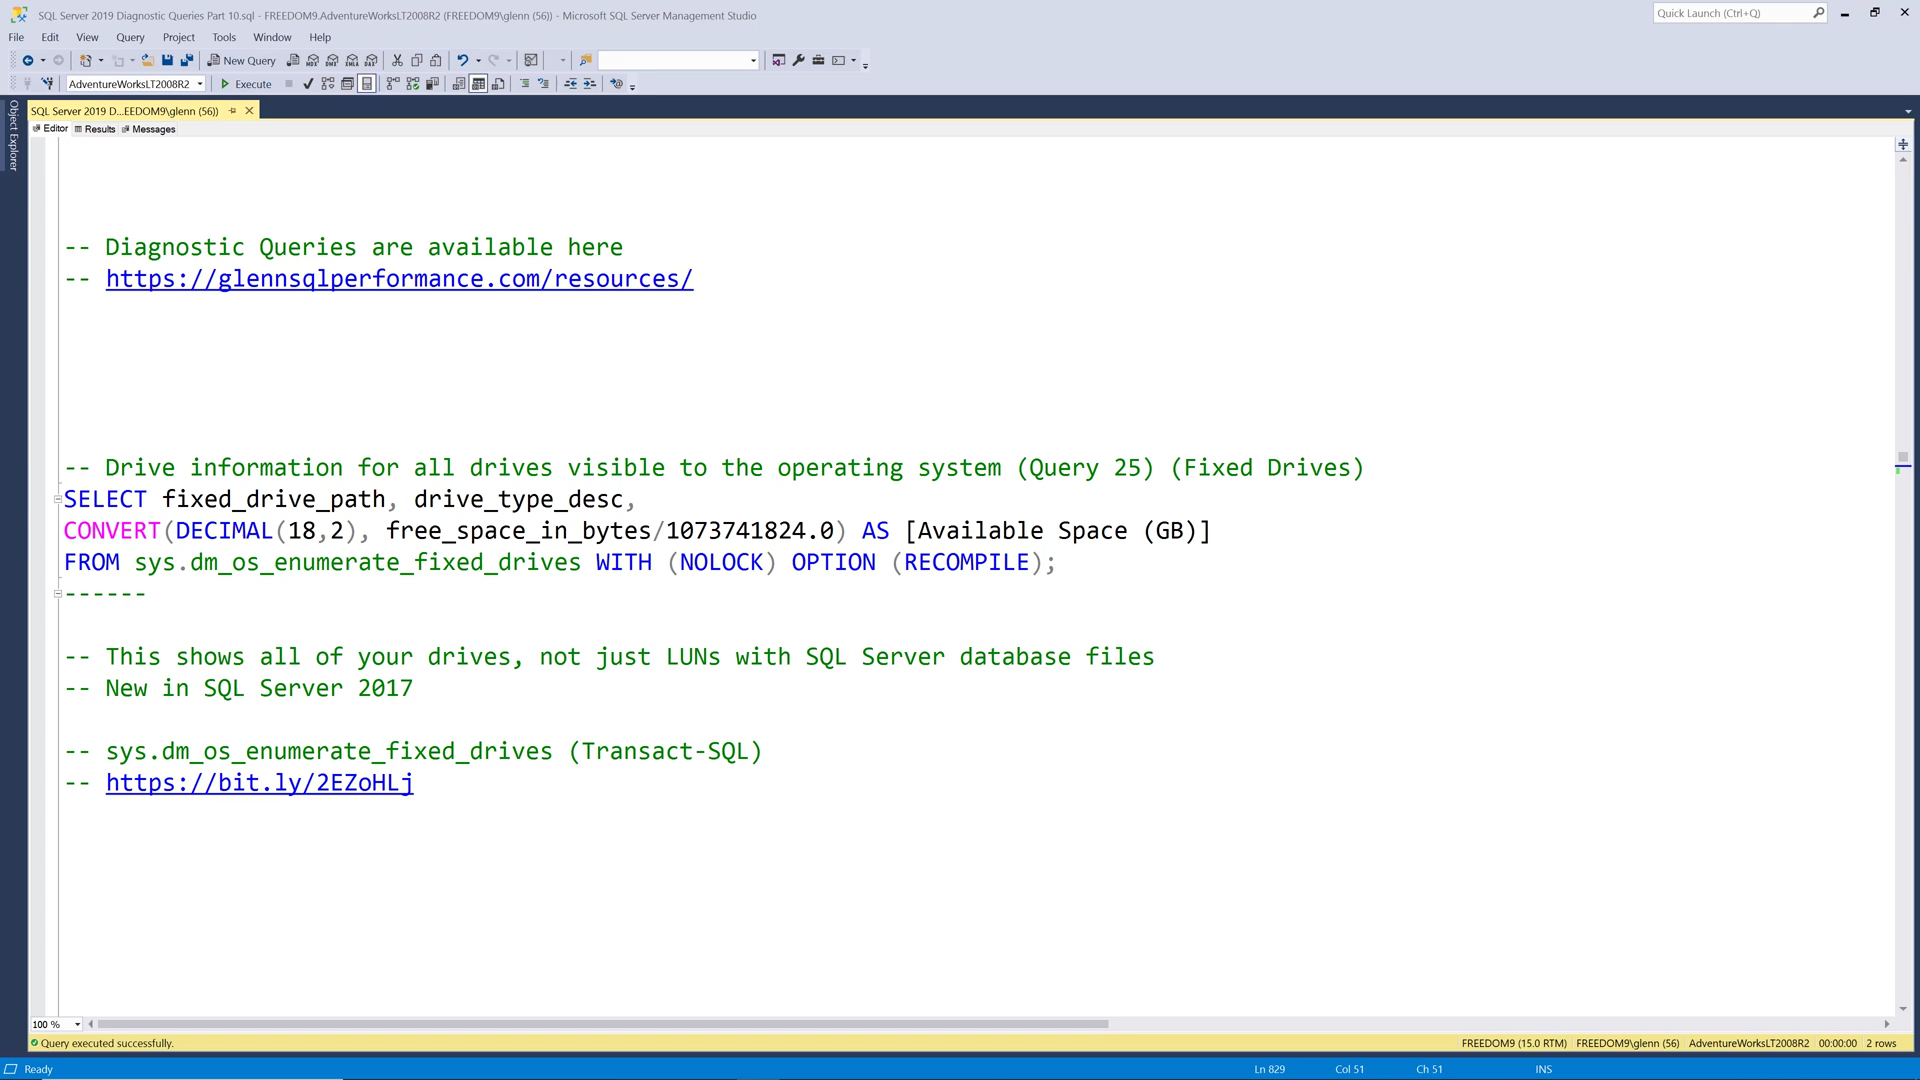 SQL Server 2019 Diagnostic Queries Part 10.sql - FREEDOM9.AdventureWorksLT2008R2 (FREEDOM9\glenn (56)) - Microsoft SQL Server Management Studio
Quick Launch (Ctrl+Q)
File Edit View Query Project Tools Window Help
New Query
MDX DMX XMLA DAX
AdventureWorksLT2008R2
Execute
Object Explorer
SQL Server 2019 D...EEDOM9\glenn (56))
Editor Results Messages
-- Diagnostic Queries are available here
-- https://glennsqlperformance.com/resources/
-- Drive information for all drives visible to the operating system (Query 25) (Fixed Drives)
SELECT fixed_drive_path, drive_type_desc,
CONVERT(DECIMAL(18,2), free_space_in_bytes/1073741824.0) AS [Available Space (GB)]
FROM sys.dm_os_enumerate_fixed_drives WITH (NOLOCK) OPTION (RECOMPILE);
------
-- This shows all of your drives, not just LUNs with SQL Server database files
-- New in SQL Server 2017
-- sys.dm_os_enumerate_fixed_drives (Transact-SQL)
-- https://bit.ly/2EZoHLj
100 %
Query executed successfully.
FREEDOM9 (15.0 RTM) FREEDOM9\glenn (56) AdventureWorksLT2008R2 00:00:00 2 rows
Ready
Ln 829 Col 51 Ch 51 INS